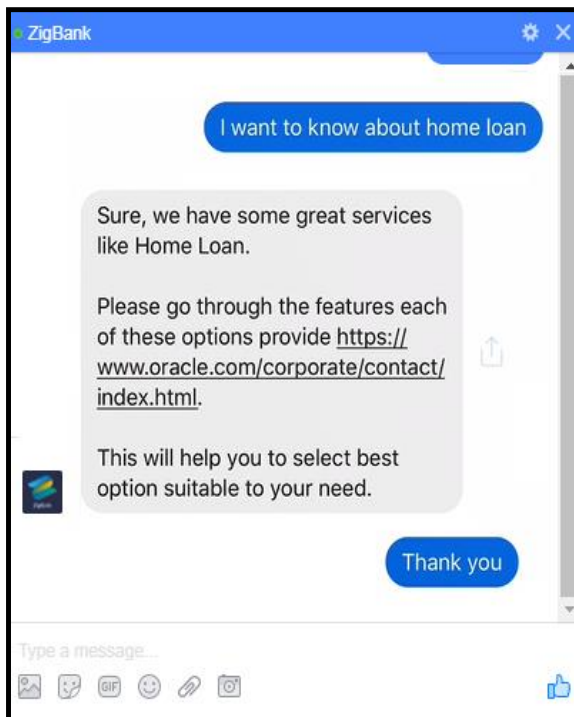 ZigBank
I want to know about home loan
Sure, we have some great services
like Home Loan.
Please go through the features each
of these options provide https://
www.oracle.com/corporate/contact/
index.html.
This will help you to select best
option suitable to your need.
ZigBank
Thank you
Type a message...
GIF